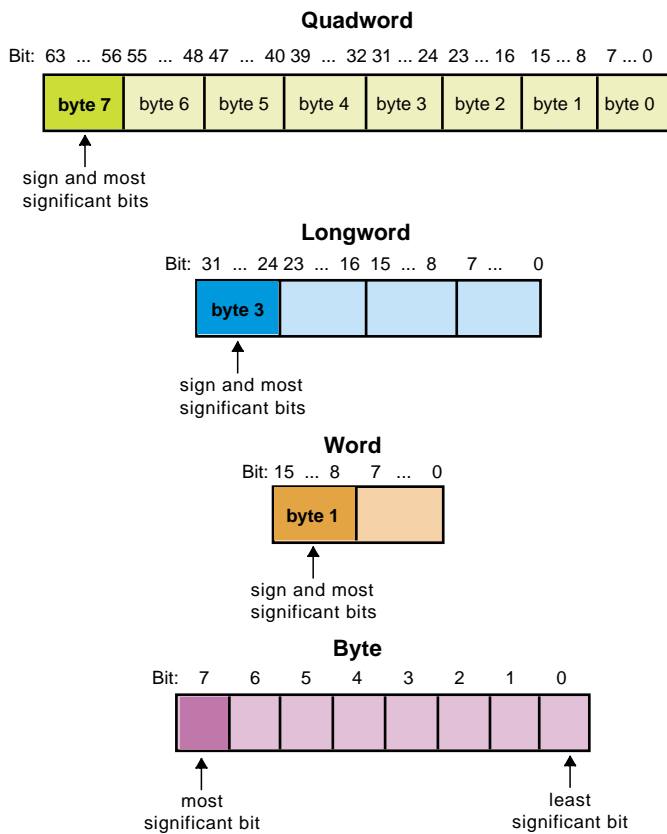 Quadword
Bit: 63 ... 56 55 ... 48 47 ... 40 39 ... 32 31 ... 24 23 ... 16 15 ... 8 7 ... 0
byte 7 byte 6 byte 5 byte 4 byte 3 byte 2 byte 1 byte 0
sign and most
significant bits
Longword
Bit: 31 ... 24 23 ... 16 15 ... 8 7 ... 0
byte 3
sign and most
significant bits
Word
Bit: 15 ... 8 7 ... 0
byte 1
sign and most
significant bits
Byte
Bit: 7 6 5 4 3 2 1 0
most
significant bit
least
significant bit